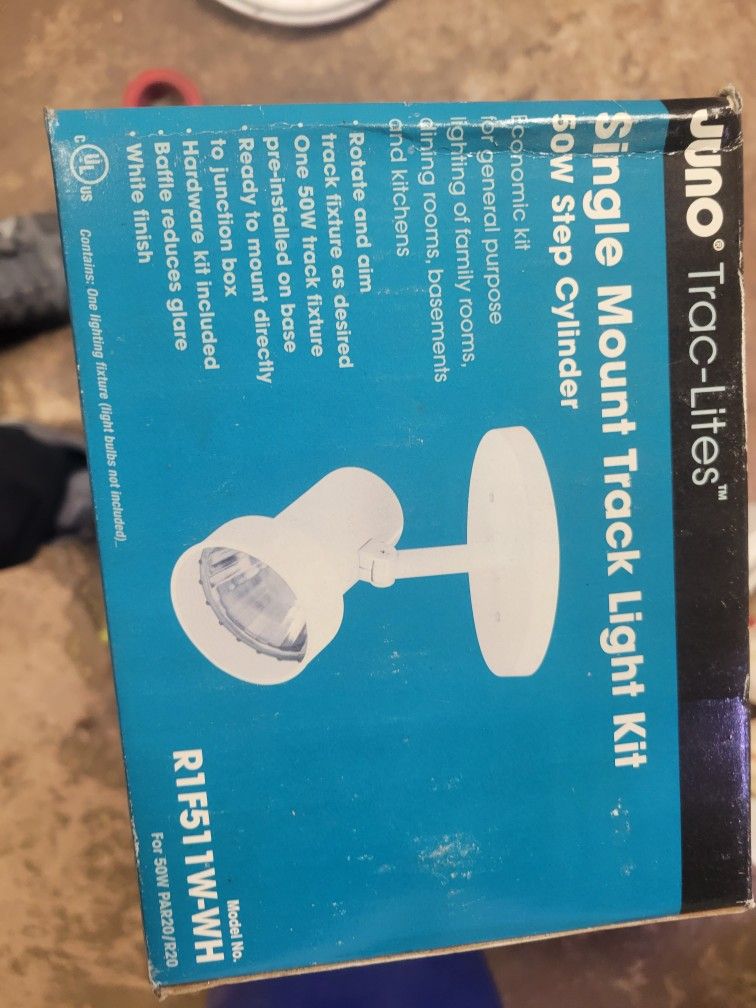 JUNO® Trac-Lites™
Single Mount Track Light Kit
50W Step Cylinder
Economic kit
for general purpose
lighting of family rooms,
dining rooms, basements
and kitchens
• Rotate and aim
track fixture as desired
• One 50W track fixture
pre-installed on base
• Ready to mount directly
to junction box
• Hardware kit included
• Baffle reduces glare
• White finish
Model No.
R1F511W-WH
For 50W PAR20/R20
C UL US
Contains: One lighting fixture (light bulbs not included)